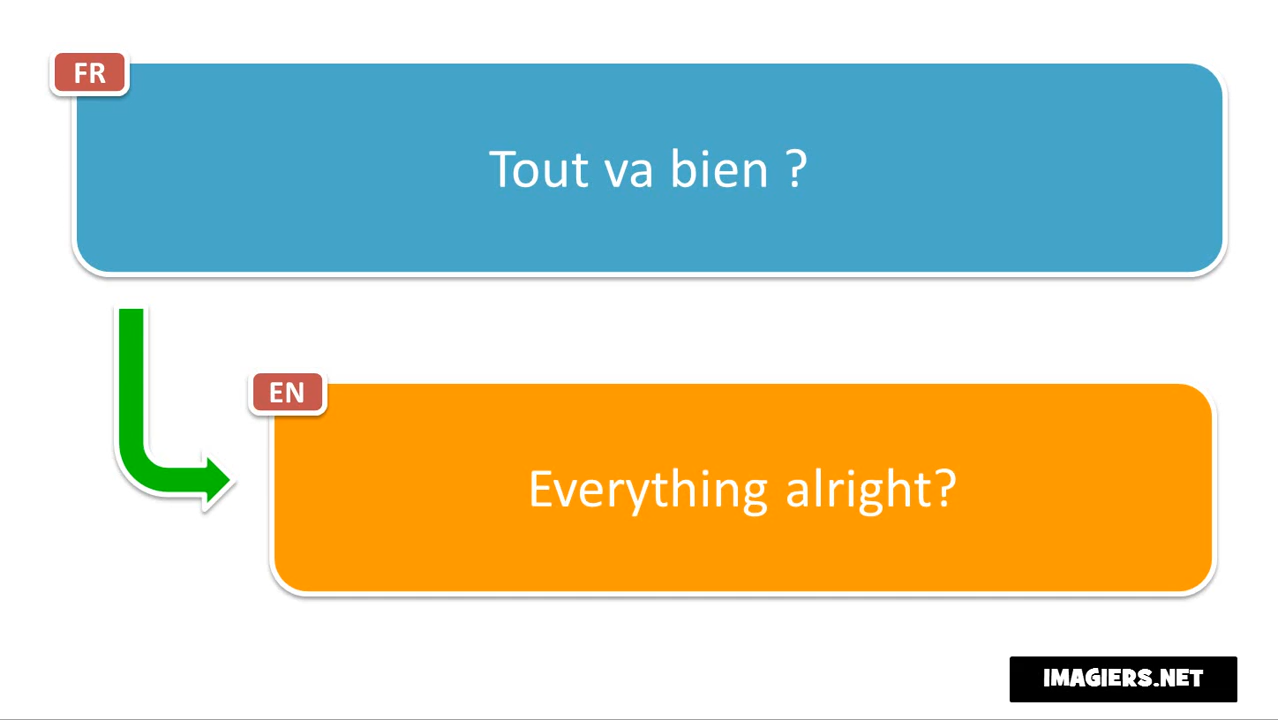 FR
Tout va bien ?
EN
Everything alright?
IMAGIERS.NET